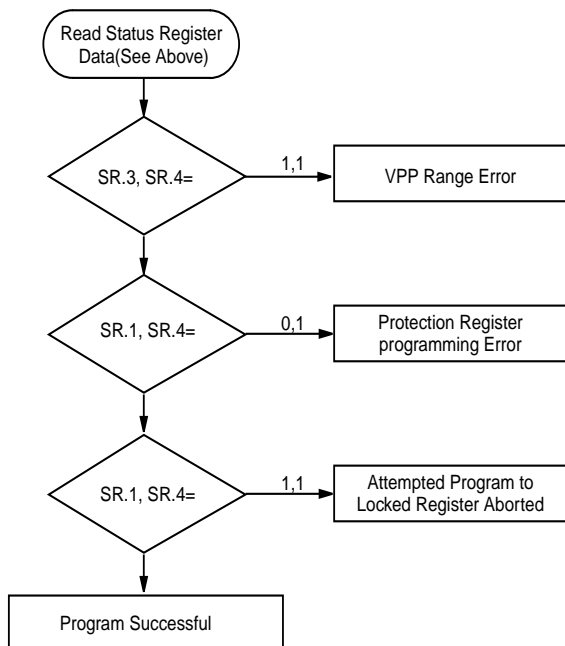 Read Status Register
Data(See Above)
SR.3, SR.4=
1,1
VPP Range Error
SR.1, SR.4=
0,1
Protection Register
programming Error
SR.1, SR.4=
1,1
Attempted Program to
Locked Register Aborted
Program Successful